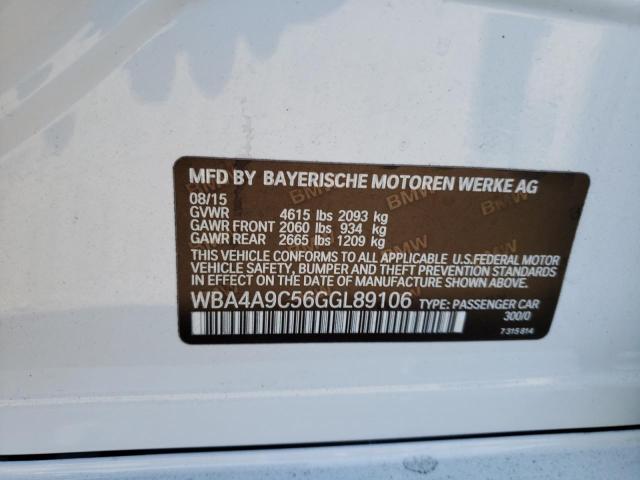 MFD BY BAYERISCHE MOTOREN WERKE AG
08/15
GVWR 4615 lbs 2093 kg
GAWR FRONT 2060 lbs 934 kg
GAWR REAR 2665 lbs 1209 kg
THIS VEHICLE CONFORMS TO ALL APPLICABLE U.S.FEDERAL MOTOR
VEHICLE SAFETY, BUMPER, AND THEFT PREVENTION STANDARDS
IN EFFECT ON THE DATE OF MANUFACTURE SHOWN ABOVE.
WBA4A9C56GGL89106 TYPE: PASSENGER CAR
300/0
7 315 814